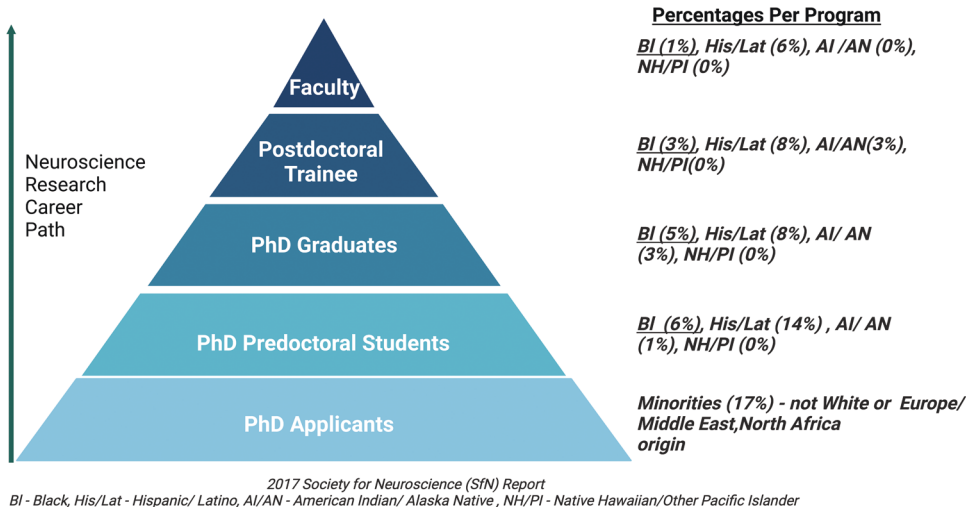 Percentages Per Program
Bl (1%), His/Lat (6%), AI /AN (0%),
NH/PI (0%)
Faculty
Postdoctoral
Trainee
Bl (3%), His/Lat (8%), AI/AN(3%),
NH/PI(0%)
Neuroscience
Research
Career
Path
PhD Graduates
Bl (5%), His/Lat (8%), AI/ AN
(3%), NH/PI (0%)
PhD Predoctoral Students
Bl (6%), His/Lat (14%) , AI/ AN
(1%), NH/PI (0%)
PhD Applicants
Minorities (17%) - not White or Europe/
Middle East,North Africa
origin
2017 Society for Neuroscience (SfN) Report
Bl - Black, His/Lat - Hispanic/ Latino, AI/AN - American Indian/ Alaska Native , NH/PI - Native Hawaiian/Other Pacific Islander